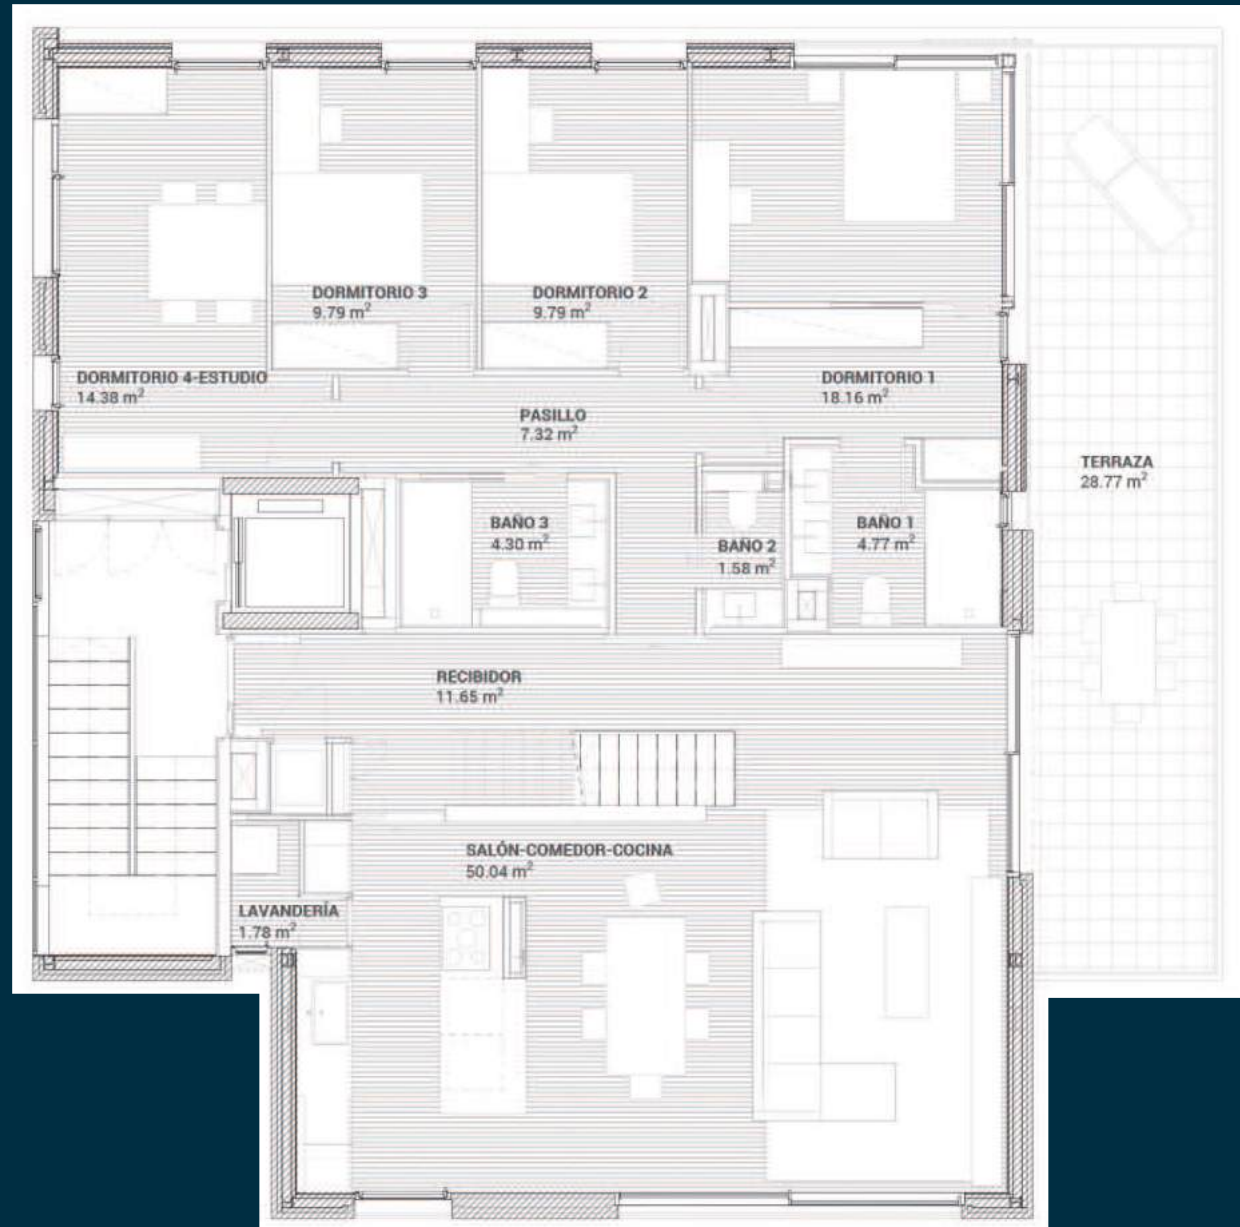 DORMITORIO 3
9.79 m²
DORMITORIO 2
9.79 m²
DORMITORIO 4-ESTUDIO
14.38 m²
DORMITORIO 1
18.16 m²
PASILLO
7.32 m²
TERRAZA
28.77 m²
BAÑO 3
4.30 m²
BAÑO 2
1.58 m²
BAÑO 1
4.77 m²
RECIBIDOR
11.65 m²
SALÓN-COMEDOR-COCINA
50.04 m²
LAVANDERÍA
1.78 m²